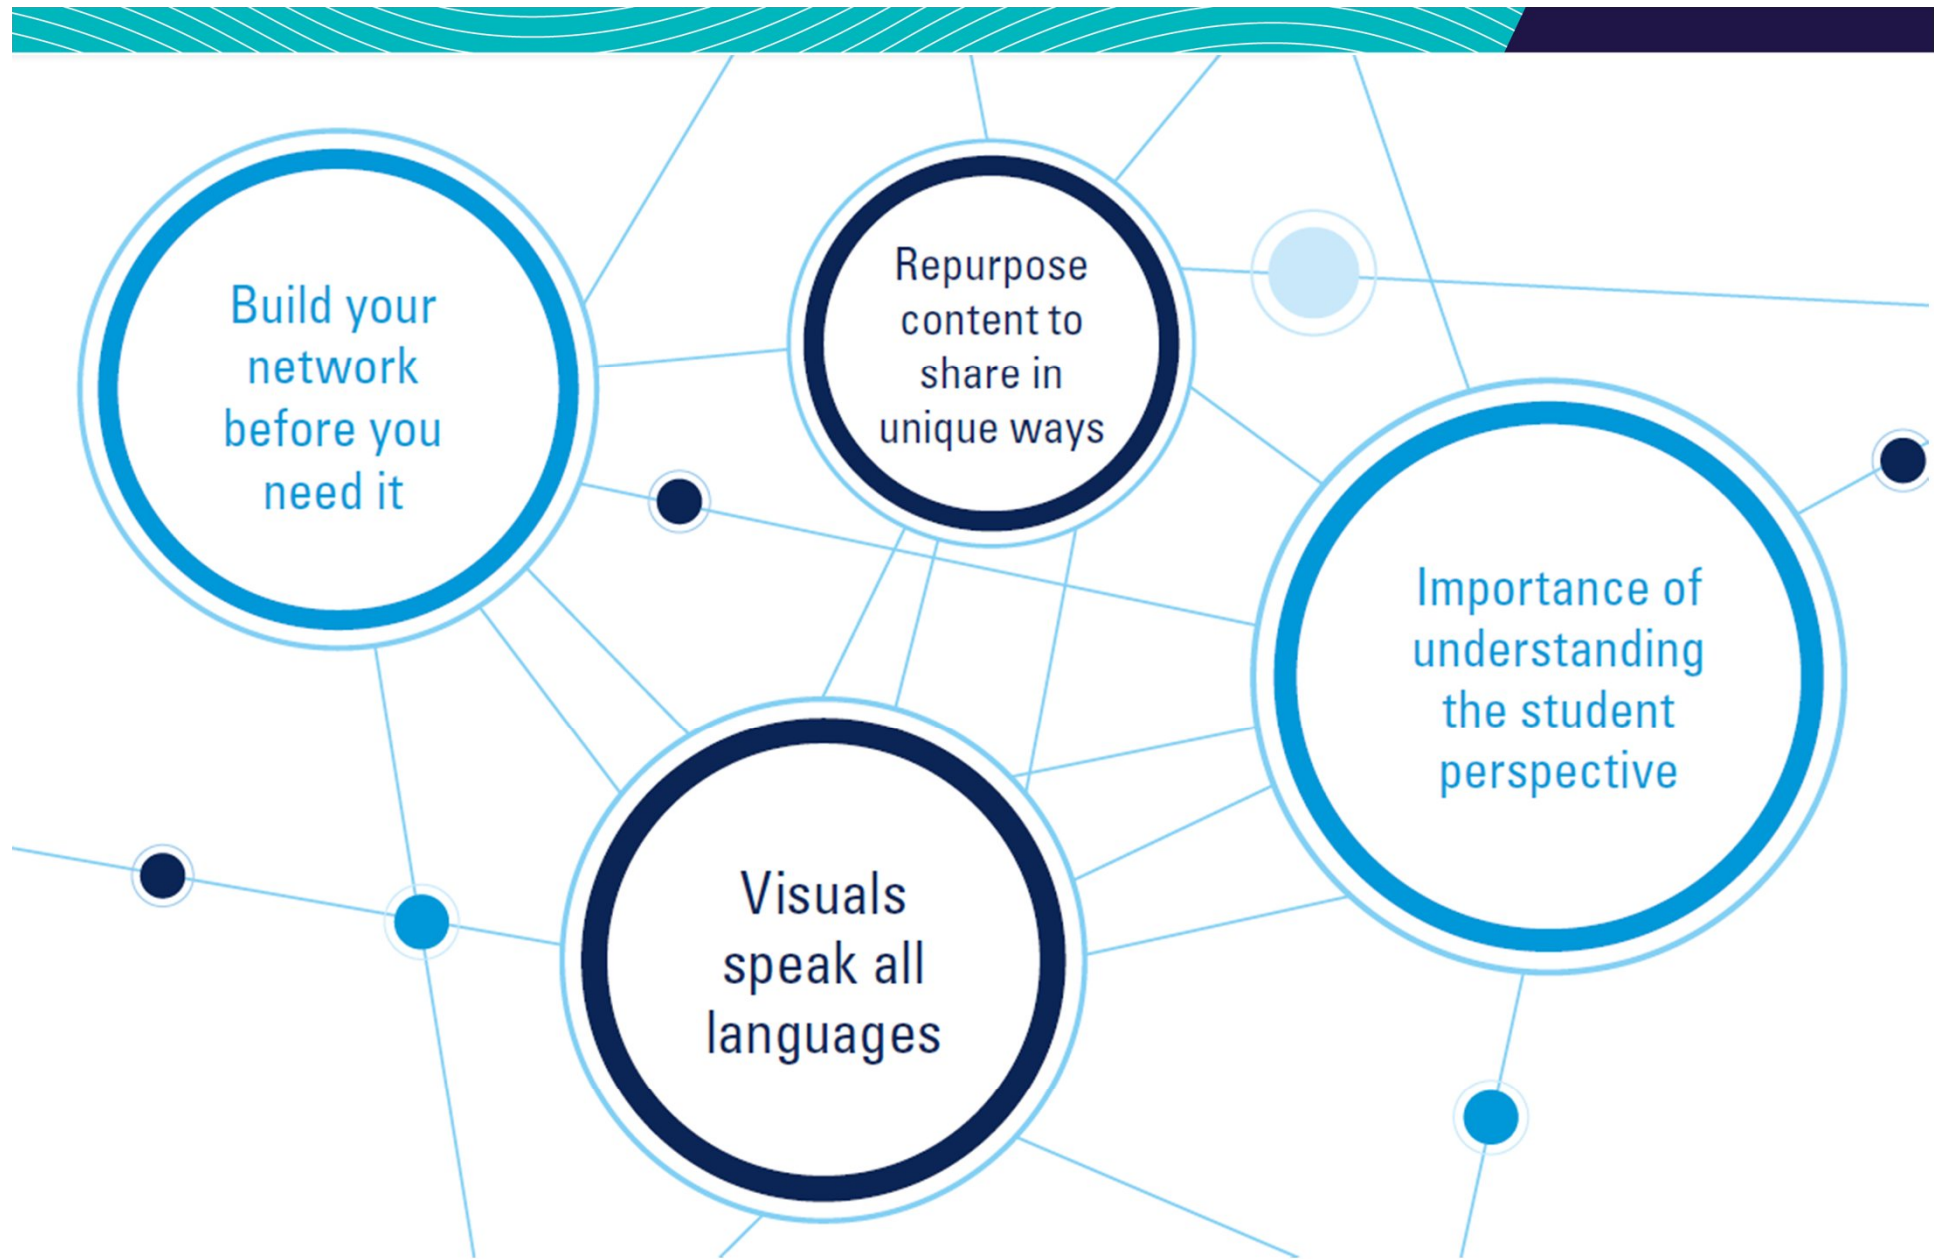 Build your
network
before you
need it
Repurpose
content to
share in
unique ways
Importance of
understanding
the student
perspective
Visuals
speak all
languages